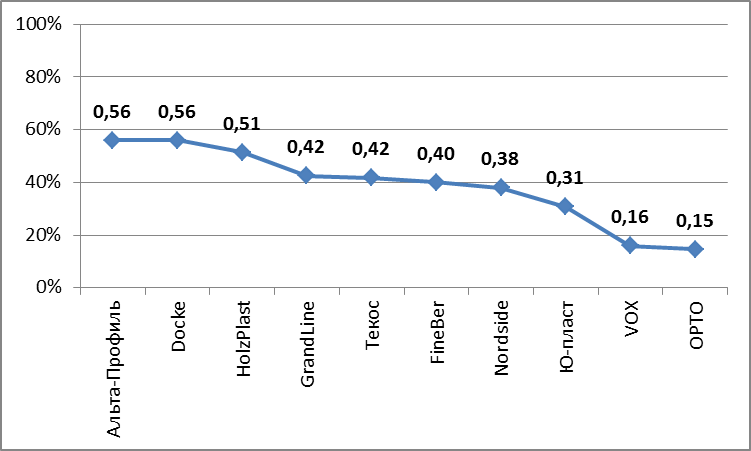 100%
80%
60%
40%
20%
0%
0,56
0,56
0,51
0,42
0,42
0,40
0,38
0,31
0,16
0,15
Альта-Профиль
Docke
HolzPlast
GrandLine
Текос
FineBer
Nordside
Ю-пласт
VOX
ОРТО